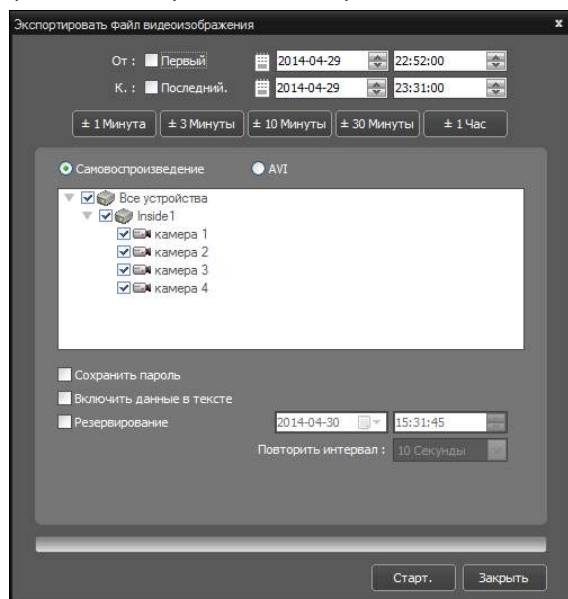 Экспортировать файл видеоизображения x
От : Первый 2014-04-29 22:52:00
К. : Последний. 2014-04-29 23:31:00
± 1 Минута ± 3 Минуты ± 10 Минуты ± 30 Минуты ± 1 Час
Самовоспроизведение AVI
Все устройства
Inside1
камера 1
камера 2
камера 3
камера 4
Сохранить пароль
Включить данные в тексте
Резервирование 2014-04-30 15:31:45
Повторить интервал : 10 Секунды
Старт. Закрыть